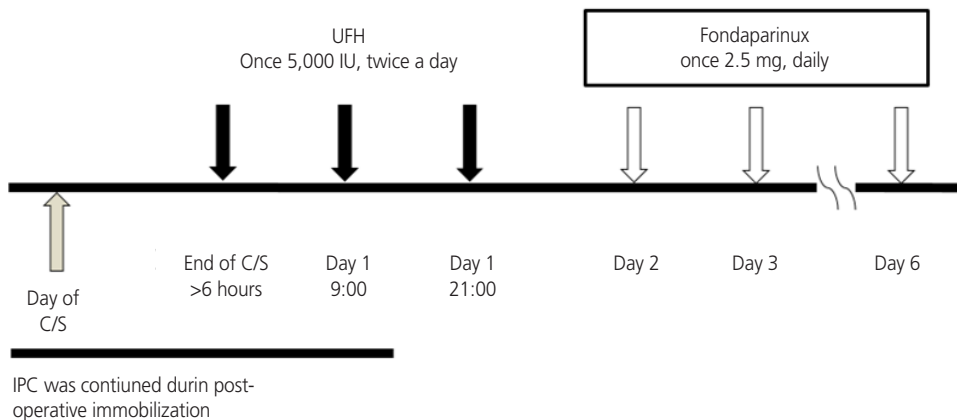 UFH
Once 5,000 IU, twice a day
Fondaparinux
once 2.5 mg, daily
Day of
C/S
End of C/S
>6 hours
Day 1
9:00
Day 1
21:00
Day 2
Day 3
Day 6
IPC was contiuned durin post-
operative immobilization